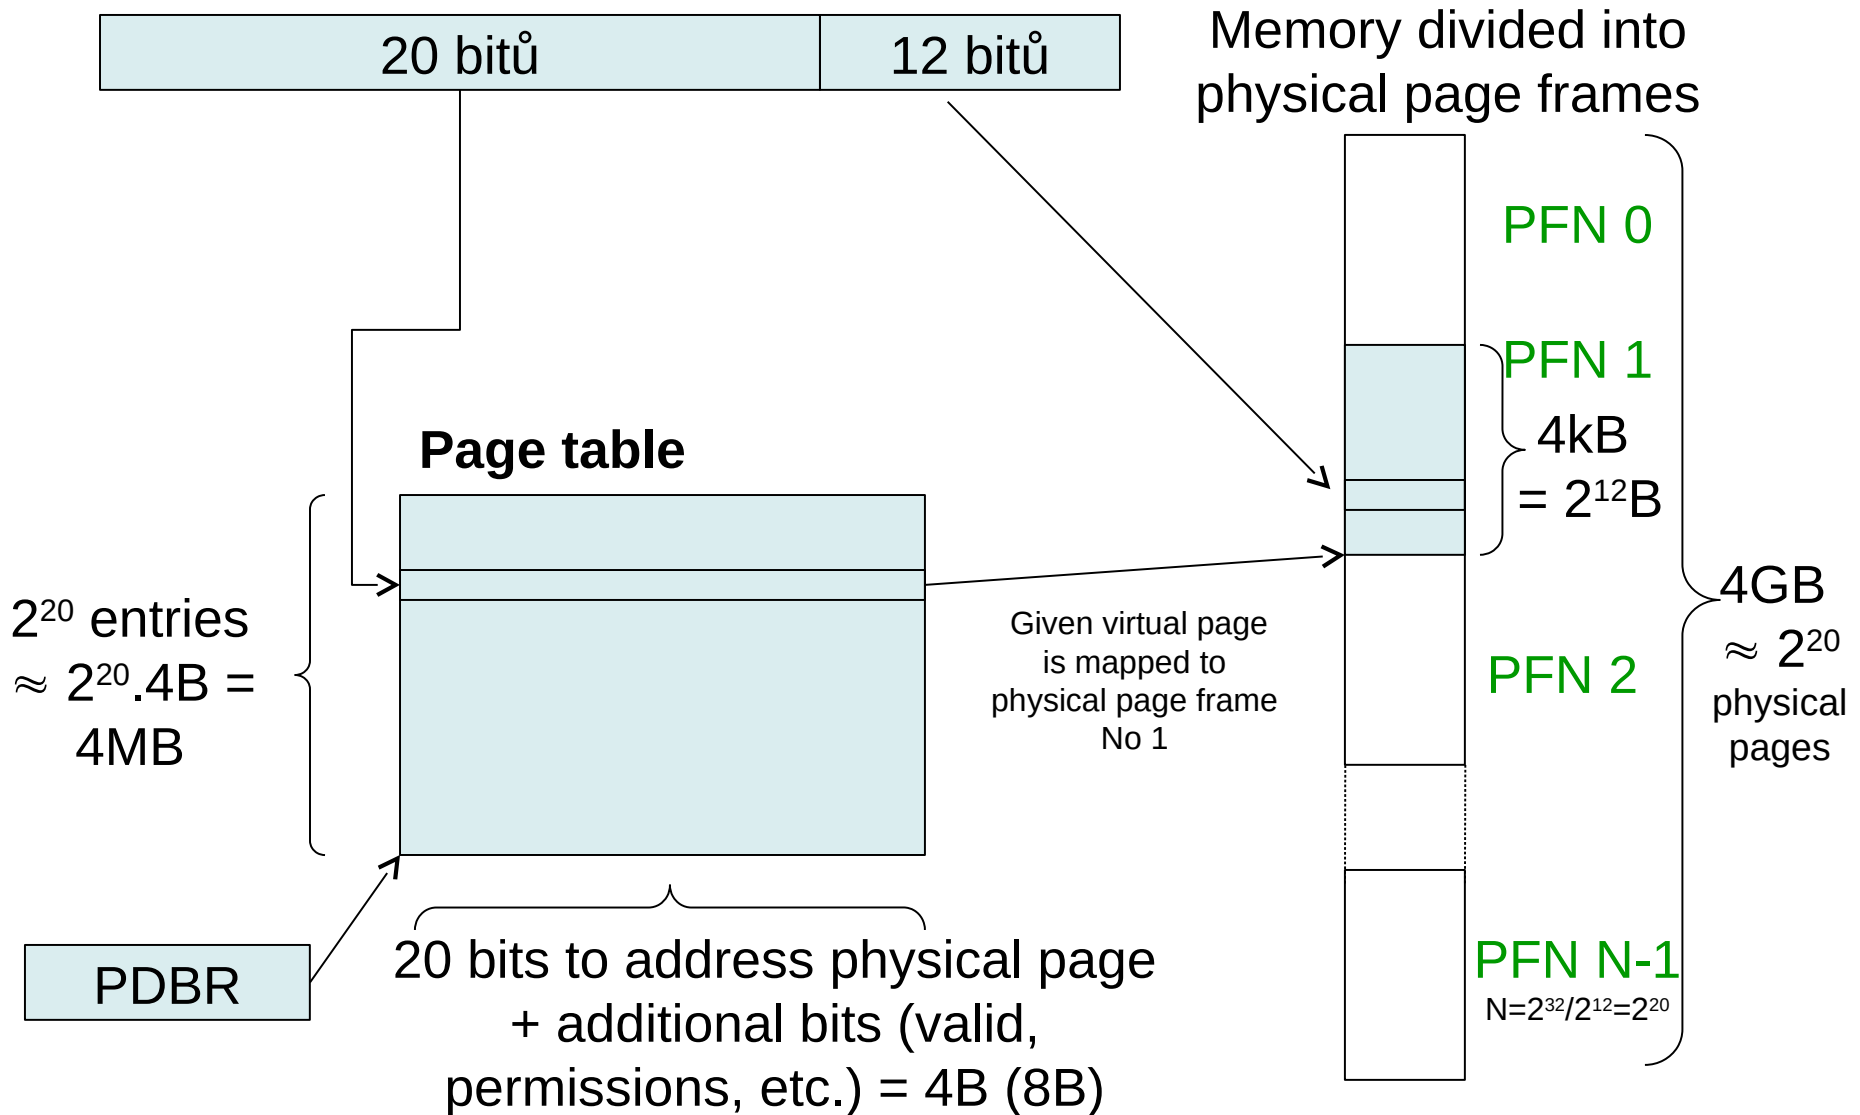 20 bitů
12 bitů
Memory divided into
physical page frames
PFN 0
PFN 1
4kB
= 2¹²B
Page table
2²⁰ entries
≈ 2²⁰.4B =
4MB
Given virtual page
is mapped to
physical page frame
No 1
4GB
≈ 2²⁰
physical
pages
PFN 2
PDBR
20 bits to address physical page
+ additional bits (valid,
permissions, etc.) = 4B (8B)
PFN N-1
N=2³²/2¹²=2²⁰